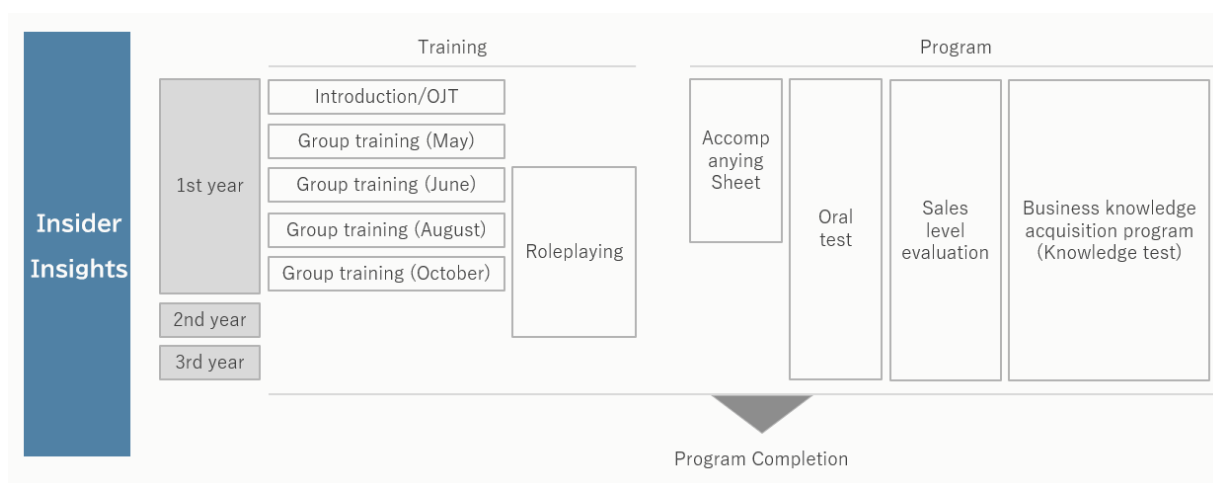 Training
Program
Insider
Insights
1st year
2nd year
3rd year
Introduction/OJT
Group training (May)
Group training (June)
Group training (August)
Group training (October)
Roleplaying
Accomp
anying
Sheet
Oral
test
Sales
level
evaluation
Business knowledge
acquisition program
(Knowledge test)
Program Completion